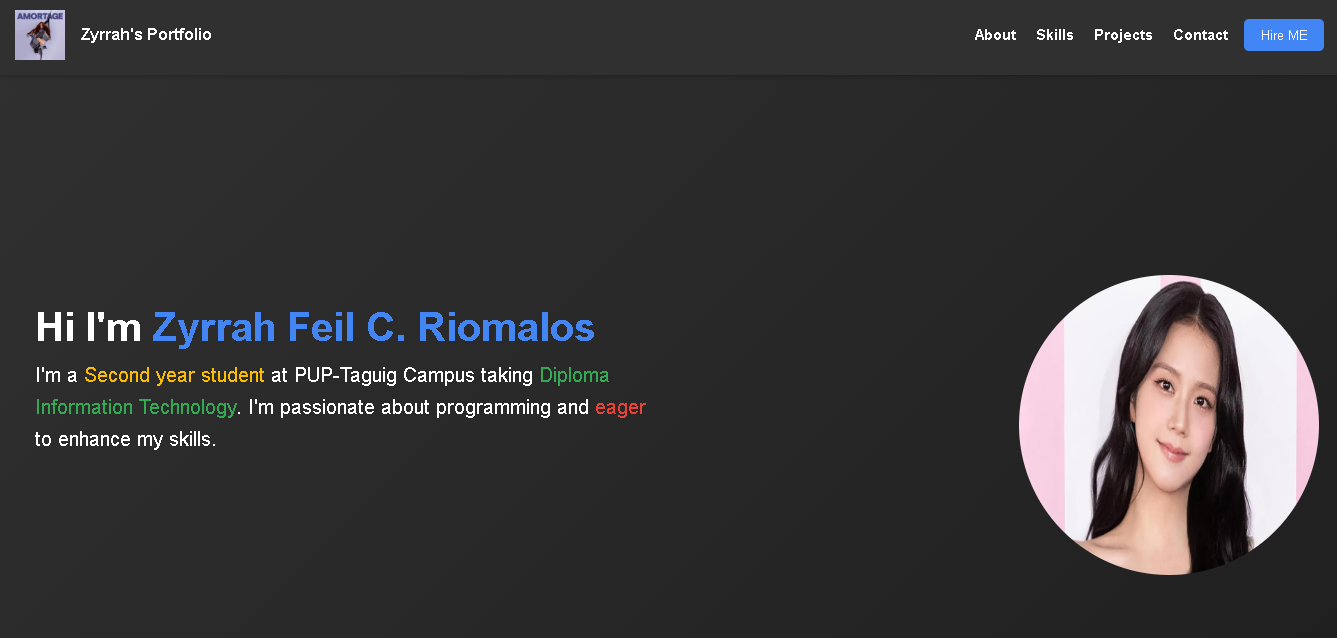 AMORTAGE
Zyrrah's Portfolio
About
Skills
Projects
Contact
Hire ME
Hi I'm Zyrrah Feil C. Riomalos
I'm a Second year student at PUP-Taguig Campus taking Diploma
Information Technology. I'm passionate about programming and eager
to enhance my skills.